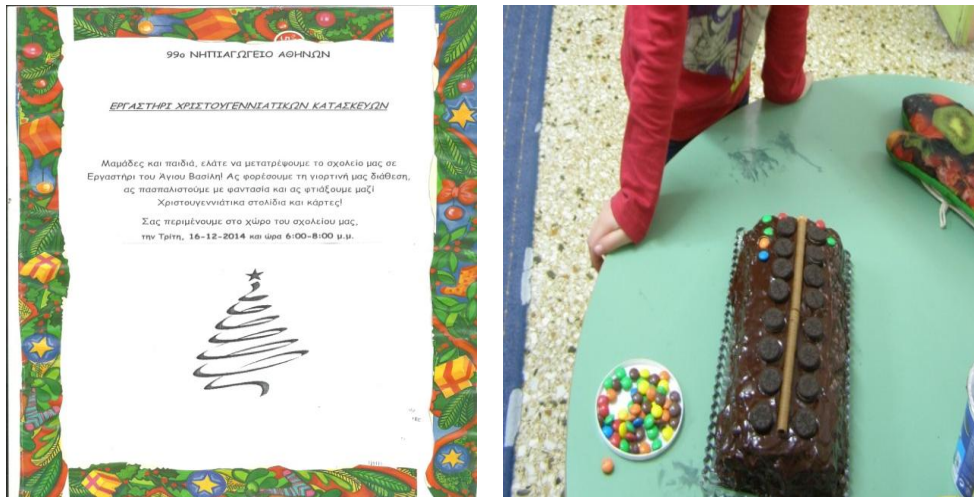 99ο ΝΗΠΙΑΓΩΓΕΙΟ ΑΘΗΝΩΝ
ΕΡΓΑΣΤΗΡΙ ΧΡΙΣΤΟΥΓΕΝΝΙΑΤΙΚΩΝ ΚΑΤΑΣΚΕΥΩΝ
Μαμάδες και παιδιά, ελάτε να μετατρέψουμε το σχολείο μας σε
Εργαστήρι του Άγιου Βασίλη! Ας φορέσουμε τη γιορτινή μας διάθεση,
ας πασπαλιστούμε με φαντασία και ας φτιάξουμε μαζί
Χριστουγεννιάτικα στολίδια και κάρτες!
Σας περιμένουμε στο χώρο του σχολείου μας,
την Τρίτη, 16-12-2014 και ώρα 6:00-8:00 μ.μ.